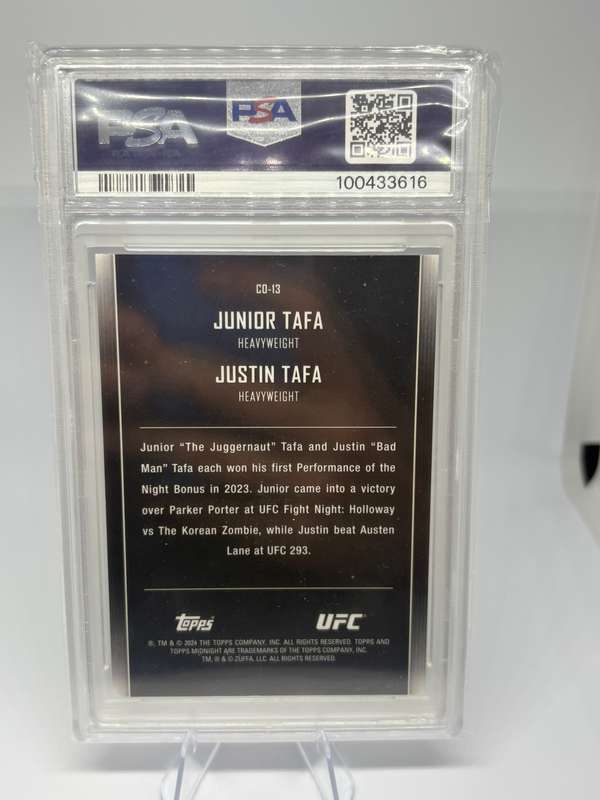 PSA
PSA
100433616
CO-13
JUNIOR TAFA
HEAVYWEIGHT
JUSTIN TAFA
HEAVYWEIGHT
Junior “The Juggernaut” Tafa and Justin “Bad
Man” Tafa each won his first Performance of the
Night Bonus in 2023. Junior came into a victory
over Parker Porter at UFC Fight Night: Holloway
vs The Korean Zombie, while Justin beat Austen
Lane at UFC 293.
topps UFC
®, TM & © 2024 THE TOPPS COMPANY, INC. ALL RIGHTS RESERVED. TOPPS AND
TOPPS MIDNIGHT ARE TRADEMARKS OF THE TOPPS COMPANY, INC.
TM, ® & © ZUFFA, LLC. ALL RIGHTS RESERVED.